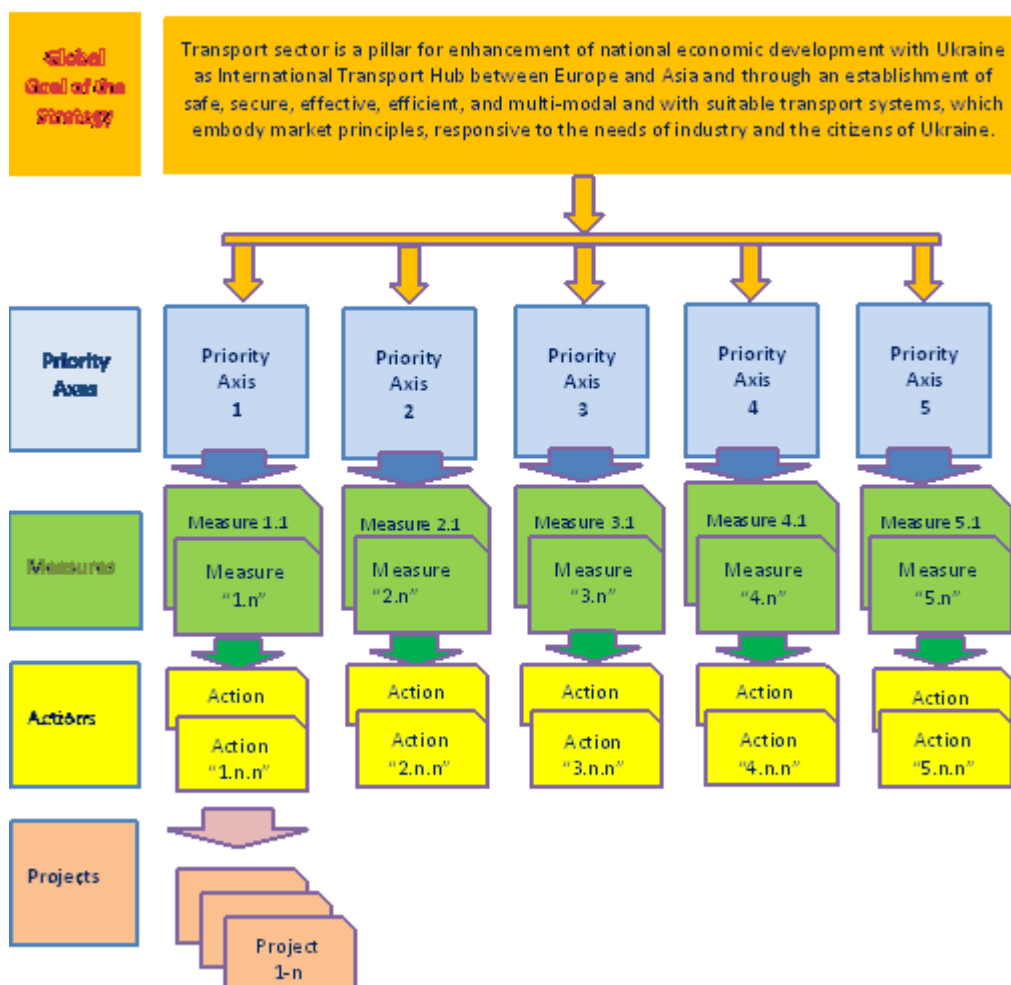 Global
Goal of the
Strategy
Transport sector is a pillar for enhancement of national economic development with Ukraine
as International Transport Hub between Europe and Asia and through an establishment of
safe, secure, effective, efficient, and multi-modal and with suitable transport systems, which
embody market principles, responsive to the needs of industry and the citizens of Ukraine.
Priority
Axes
Priority
Axis
1
Priority
Axis
2
Priority
Axis
3
Priority
Axis
4
Priority
Axis
5
Measures
Measure 1.1
Measure
“1.n”
Measure 2.1
Measure
“2.n”
Measure 3.1
Measure
“3.n”
Measure 4.1
Measure
“4.n”
Measure 5.1
Measure
“5.n”
Actions
Action
Action
“1.n.n”
Action
Action
“2.n.n”
Action
Action
“3.n.n”
Action
Action
“4.n.n”
Action
Action
“5.n.n”
Projects
Project
1-n